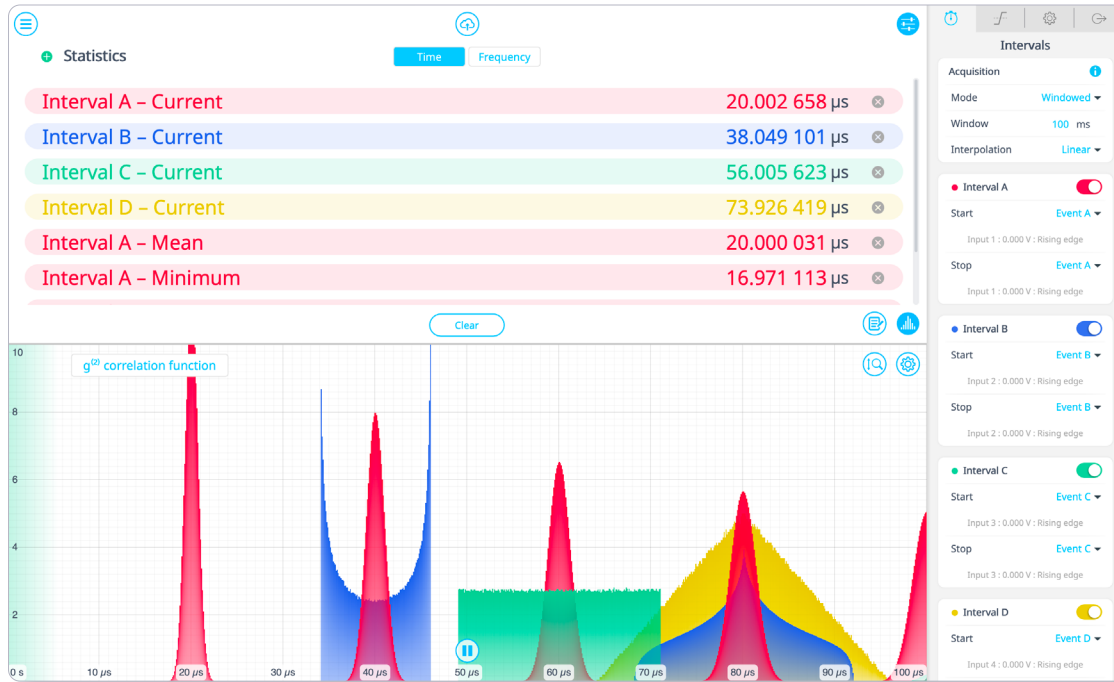 Statistics
Time Frequency
Interval A – Current 20.002 658 µs
Interval B – Current 38.049 101 µs
Interval C – Current 56.005 623 µs
Interval D – Current 73.926 419 µs
Interval A – Mean 20.000 031 µs
Interval A – Minimum 16.971 113 µs
Clear
g(2) correlation function
10
8
6
4
2
0 s 10 µs 20 µs 30 µs 40 µs 50 µs 60 µs 70 µs 80 µs 90 µs 100 µs
Intervals
Acquisition
Mode Windowed
Window 100 ms
Interpolation Linear
Interval A
Start Event A
Input 1 : 0.000 V : Rising edge
Stop Event A
Input 1 : 0.000 V : Rising edge
Interval B
Start Event B
Input 2 : 0.000 V : Rising edge
Stop Event B
Input 2 : 0.000 V : Rising edge
Interval C
Start Event C
Input 3 : 0.000 V : Rising edge
Stop Event C
Input 3 : 0.000 V : Rising edge
Interval D
Start Event D
Input 4 : 0.000 V : Rising edge